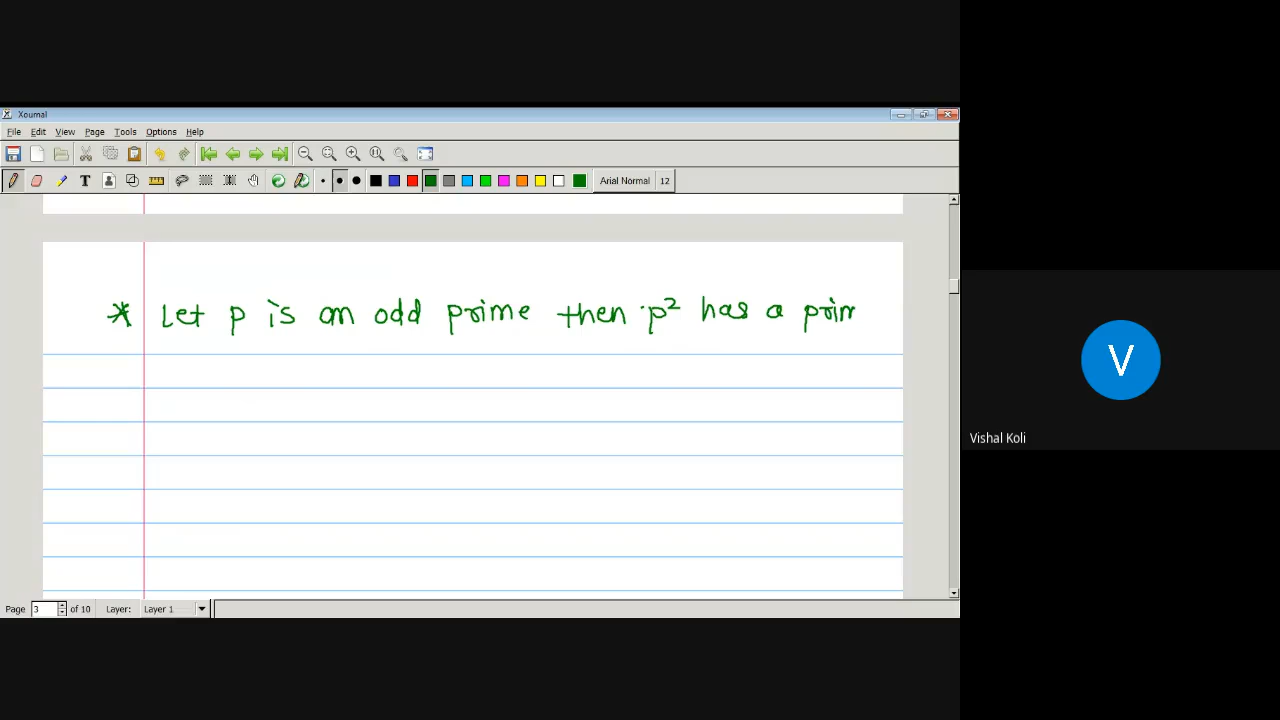 Xournal
File Edit View Page Tools Options Help
T Arial Normal 12
* Let p is an odd prime then p² has a prim
V
Vishal Koli
Page 3 of 10 Layer: Layer 1